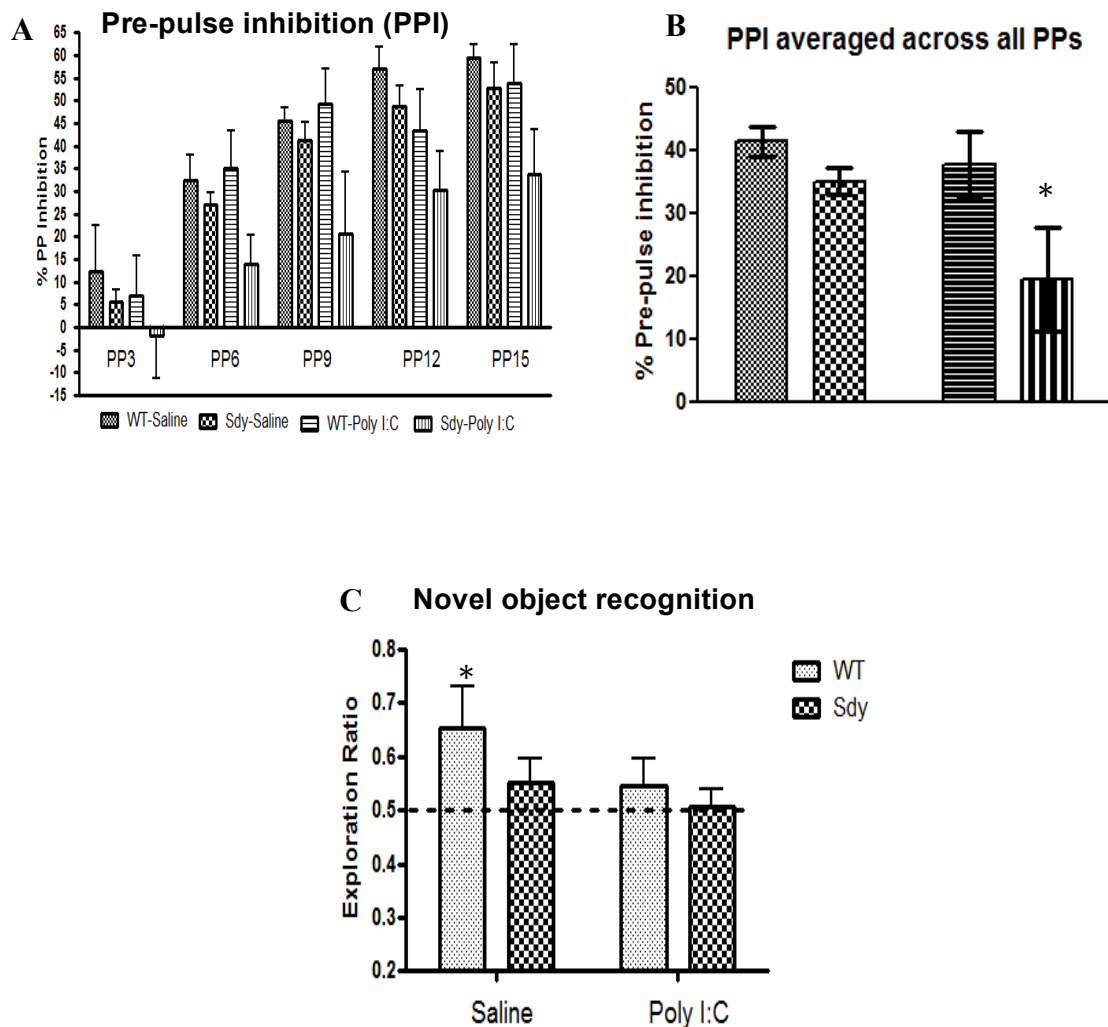 A
Pre-pulse inhibition (PPI)
% PP Inhibition
65
60
55
50
45
40
35
30
25
20
15
10
5
0
-5
-10
-15
PP3 PP6 PP9 PP12 PP15
WT-Saline Sdy-Saline WT-Poly I:C Sdy-Poly I:C
B
PPI averaged across all PPs
% Pre-pulse inhibition
50
40
30
20
10
0
*
C
Novel object recognition
Exploration Ratio
0.8
0.7
0.6
0.5
0.4
0.3
0.2
*
Saline Poly I:C
WT
Sdy